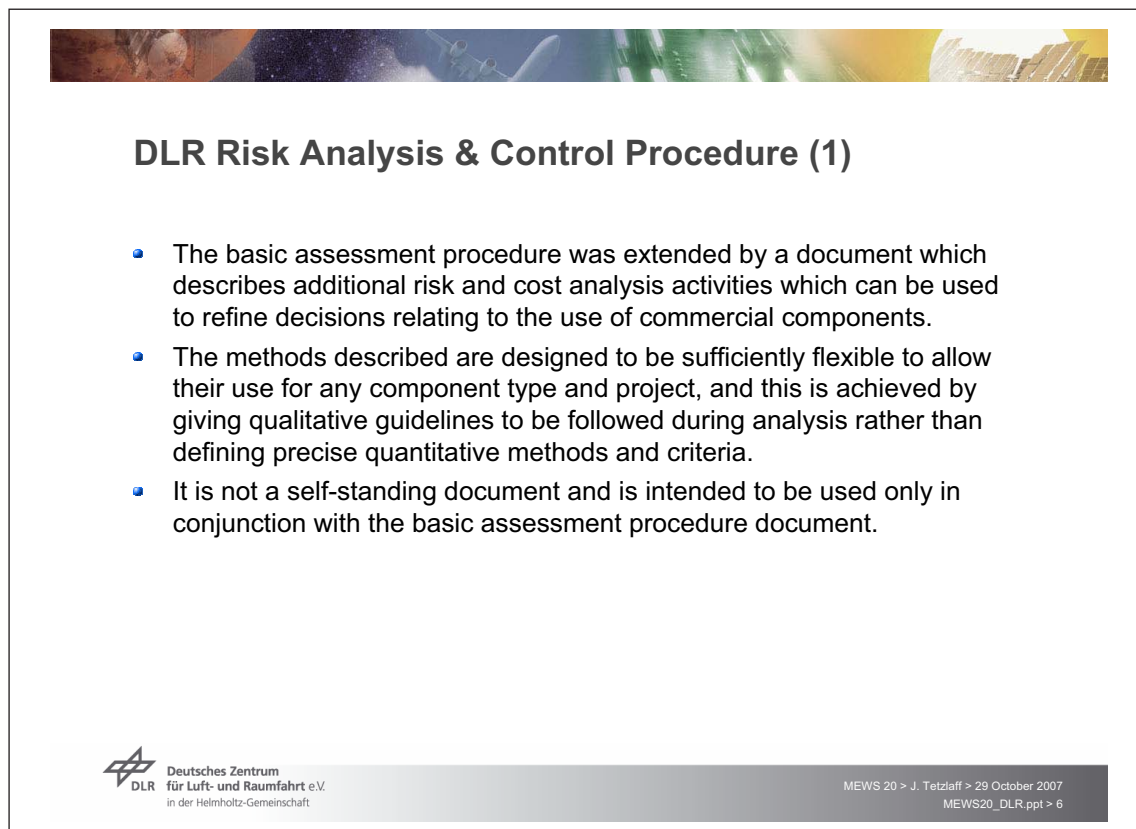 DLR Risk Analysis & Control Procedure (1)
The basic assessment procedure was extended by a document which
describes additional risk and cost analysis activities which can be used
to refine decisions relating to the use of commercial components.
The methods described are designed to be sufficiently flexible to allow
their use for any component type and project, and this is achieved by
giving qualitative guidelines to be followed during analysis rather than
defining precise quantitative methods and criteria.
It is not a self-standing document and is intended to be used only in
conjunction with the basic assessment procedure document.
DLR
Deutsches Zentrum
für Luft- und Raumfahrt e.V.
in der Helmholtz-Gemeinschaft
MEWS 20 > J. Tetzlaff > 29 October 2007
MEWS20_DLR.ppt > 6